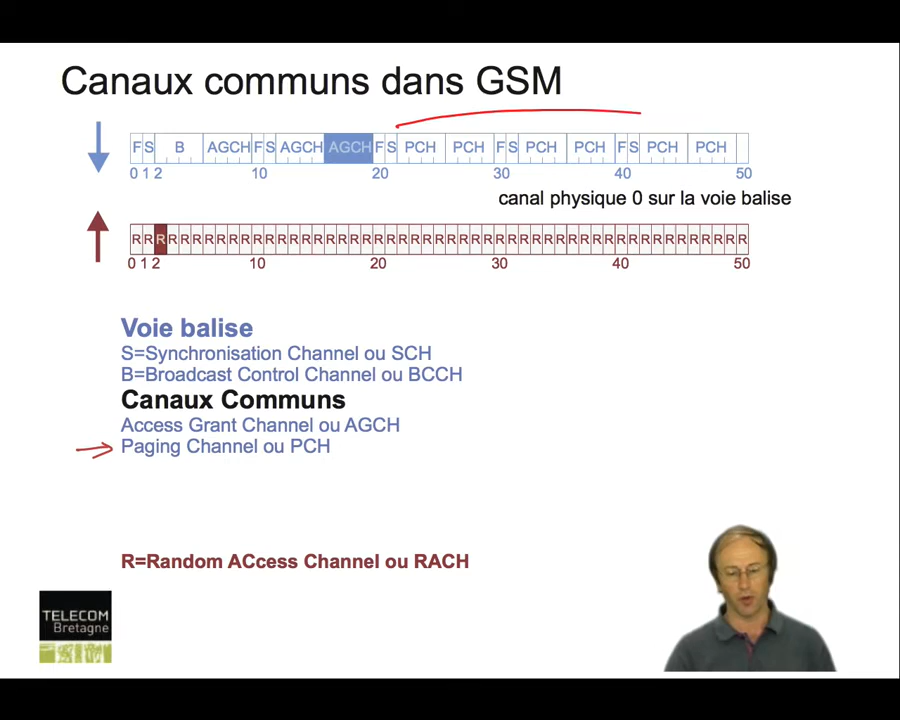 Canaux communs dans GSM
F S B AGCH F S AGCH AGCH F S PCH PCH F S PCH PCH F S PCH PCH
0 1 2 10 20 30 40 50
canal physique 0 sur la voie balise
R R R R R R R R R R R R R R R R R R R R R R R R R R R R R R R R R R R R R R R R R R R R R R R R R R R
0 1 2 10 20 30 40 50
Voie balise
S=Synchronisation Channel ou SCH
B=Broadcast Control Channel ou BCCH
Canaux Communs
Access Grant Channel ou AGCH
Paging Channel ou PCH
R=Random ACcess Channel ou RACH
TELECOM
Bretagne